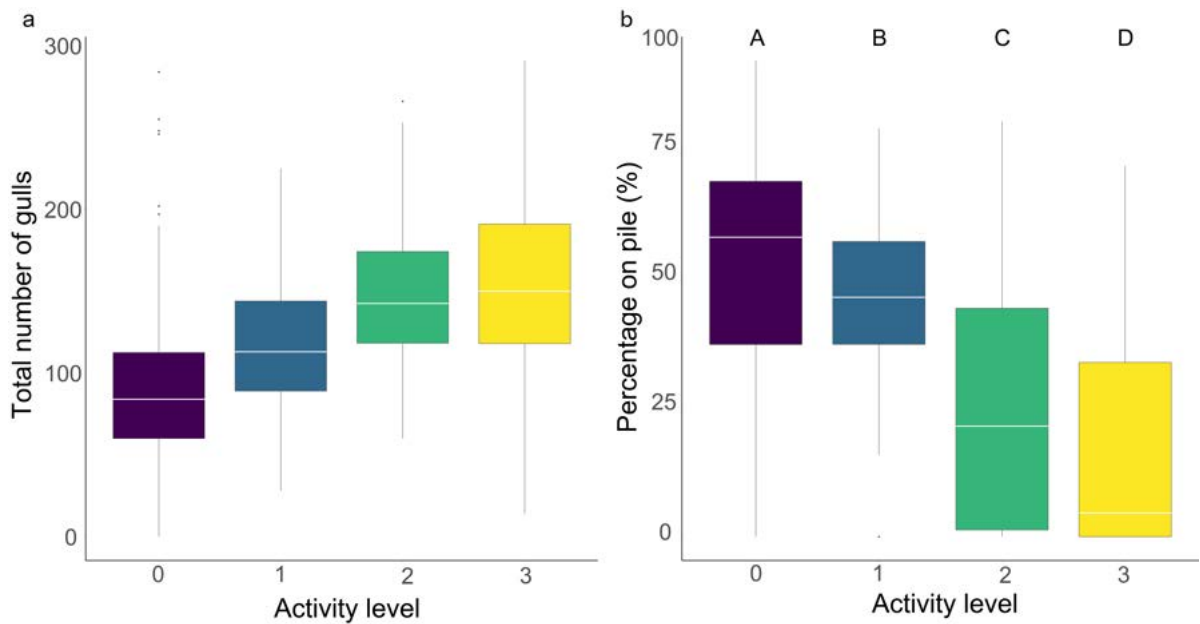 a
300
200
100
0
Total number of gulls
0 1 2 3
Activity level
b
A B C D
100
75
50
25
0
Percentage on pile (%)
0 1 2 3
Activity level